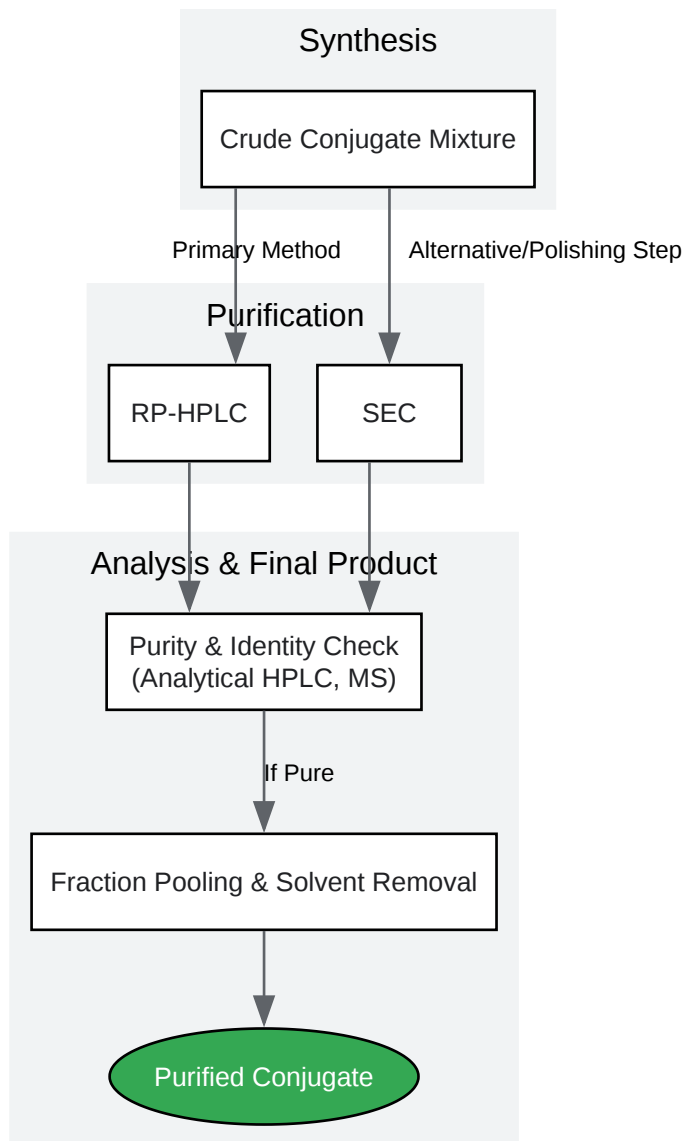 Synthesis
Crude Conjugate Mixture
Primary Method
Alternative/Polishing Step
Purification
RP-HPLC
SEC
Analysis & Final Product
Purity & Identity Check
(Analytical HPLC, MS)
If Pure
Fraction Pooling & Solvent Removal
Purified Conjugate